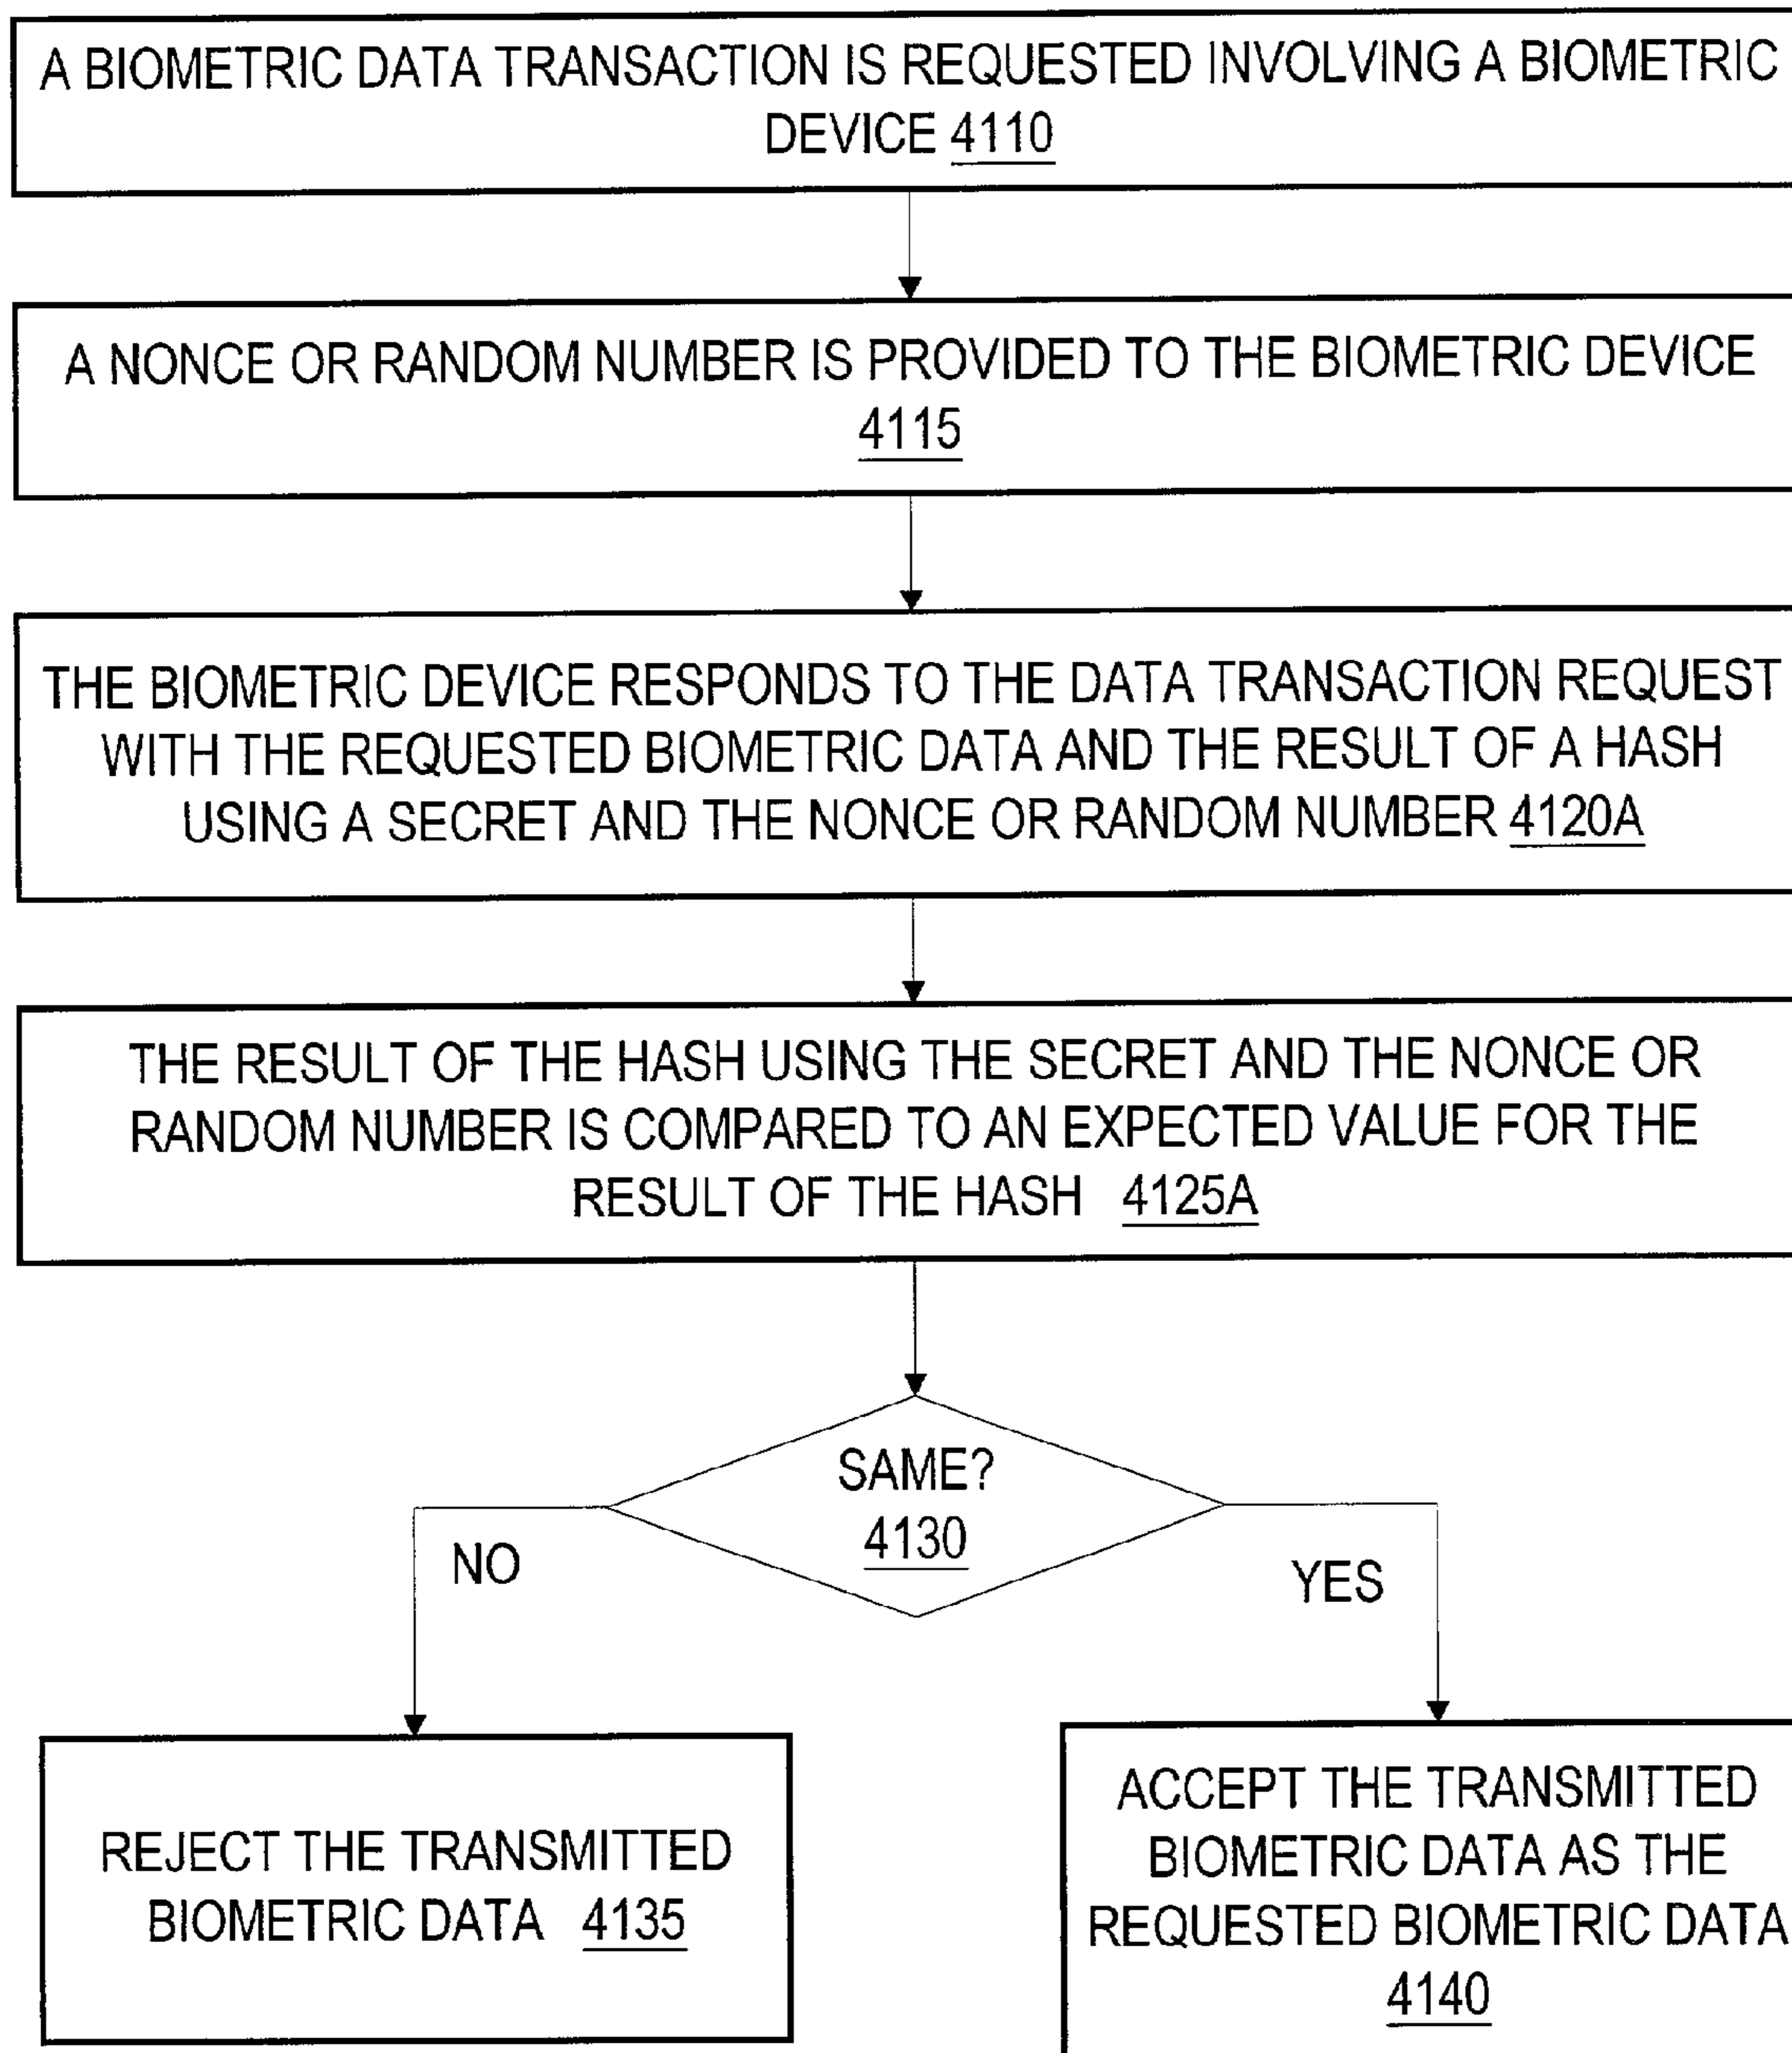 A BIOMETRIC DATA TRANSACTION IS REQUESTED INVOLVING A BIOMETRIC
DEVICE 4110
A NONCE OR RANDOM NUMBER IS PROVIDED TO THE BIOMETRIC DEVICE
4115
THE BIOMETRIC DEVICE RESPONDS TO THE DATA TRANSACTION REQUEST
WITH THE REQUESTED BIOMETRIC DATA AND THE RESULT OF A HASH
USING A SECRET AND THE NONCE OR RANDOM NUMBER 4120A
THE RESULT OF THE HASH USING THE SECRET AND THE NONCE OR
RANDOM NUMBER IS COMPARED TO AN EXPECTED VALUE FOR THE
RESULT OF THE HASH 4125A
SAME?
4130
NO
YES
REJECT THE TRANSMITTED
BIOMETRIC DATA 4135
ACCEPT THE TRANSMITTED
BIOMETRIC DATA AS THE
REQUESTED BIOMETRIC DATA
4140